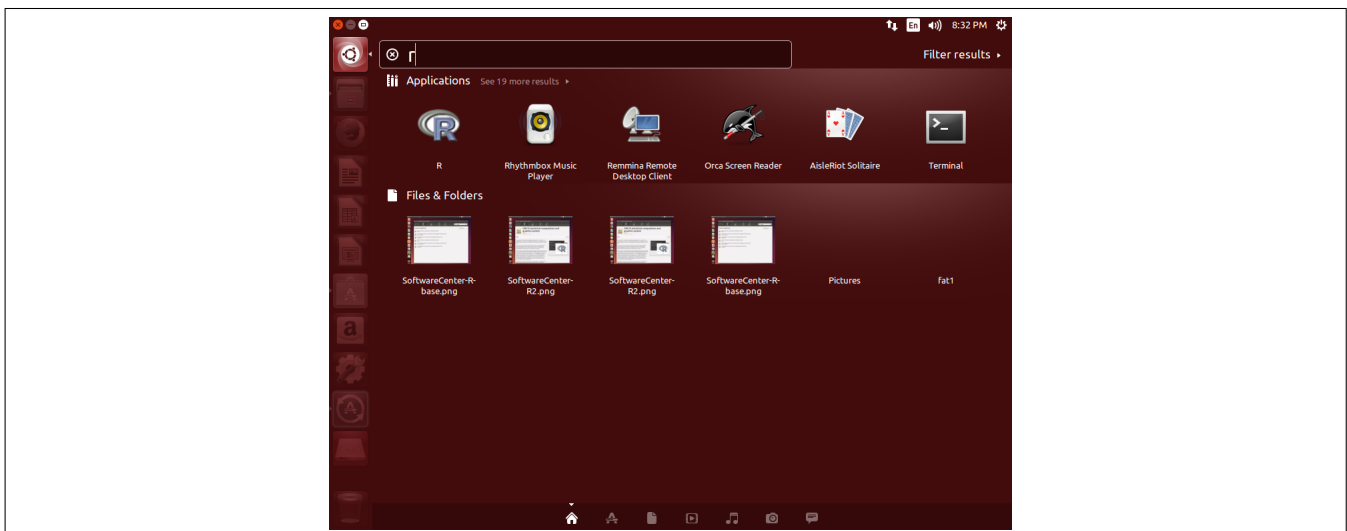 En 8:32 PM
r
Filter results
Applications See 19 more results
R
Rhythmbox Music
Player
Remmina Remote
Desktop Client
Orca Screen Reader
AisleRiot Solitaire
Terminal
Files & Folders
SoftwareCenter-R-
base.png
SoftwareCenter-
R2.png
SoftwareCenter-
R2.png
SoftwareCenter-R-
base.png
Pictures
fat1